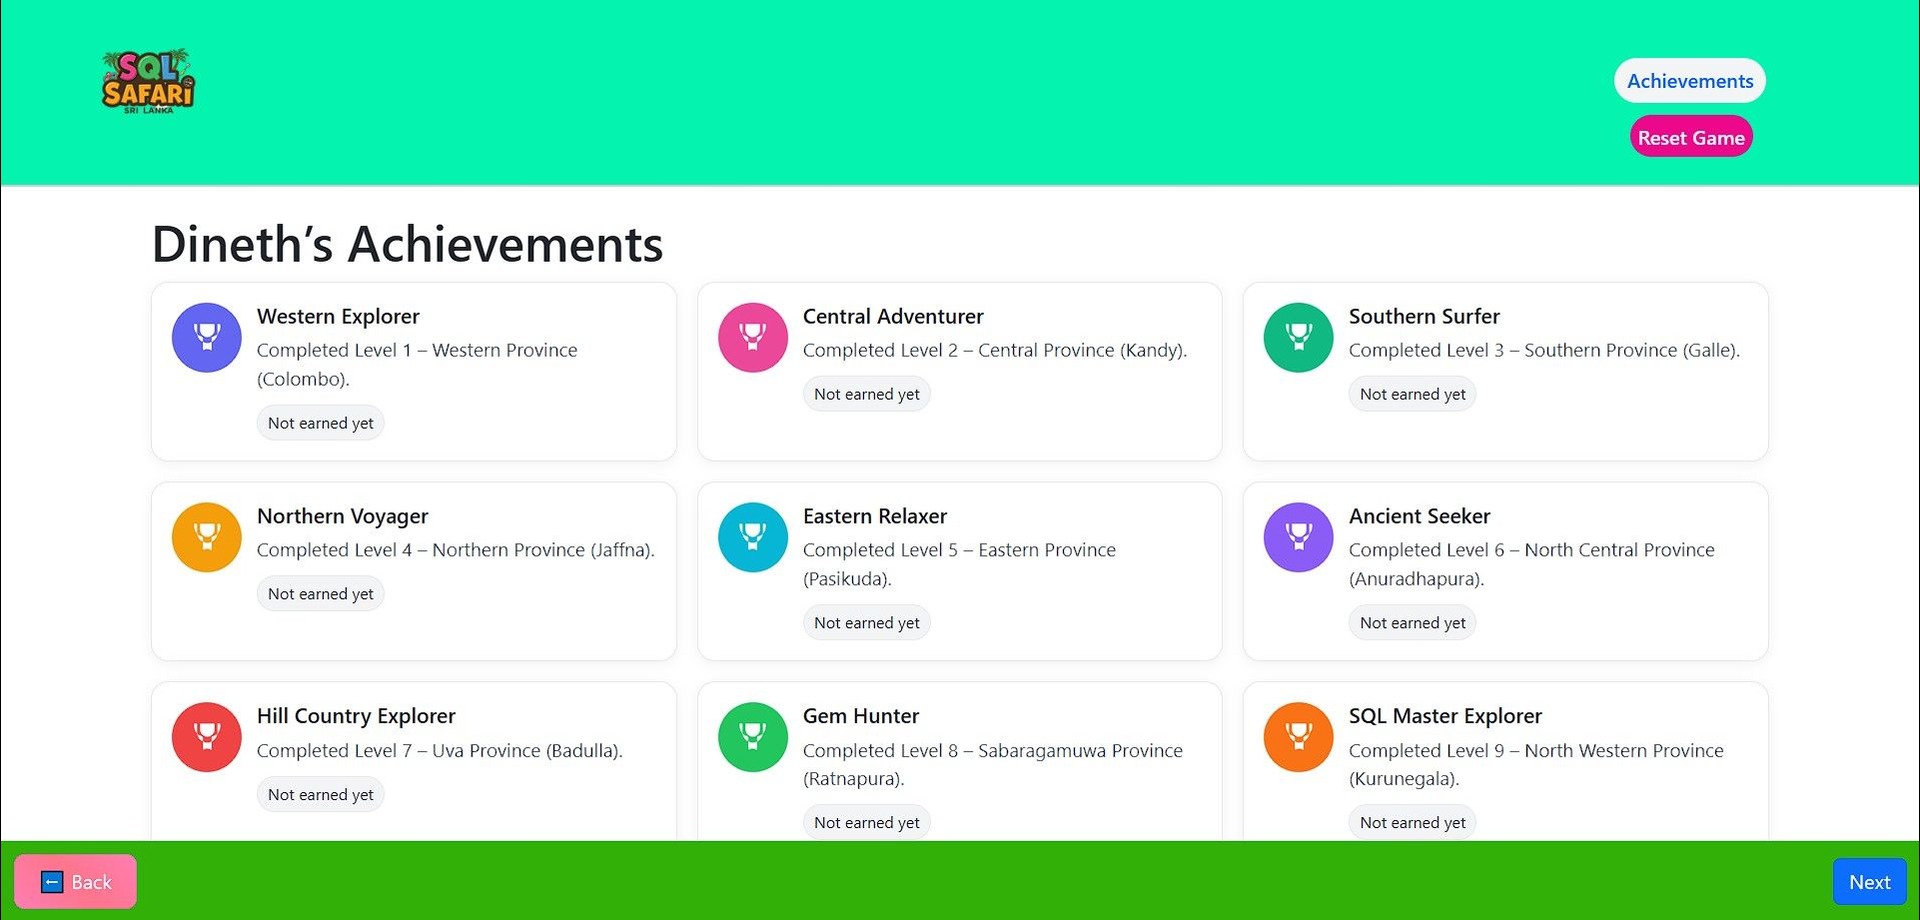 SQL
SAFARI
SRI LANKA
Achievements
Reset Game
Dineth’s Achievements
Western Explorer
Completed Level 1 – Western Province
(Colombo).
Not earned yet
Central Adventurer
Completed Level 2 – Central Province (Kandy).
Not earned yet
Southern Surfer
Completed Level 3 – Southern Province (Galle).
Not earned yet
Northern Voyager
Completed Level 4 – Northern Province (Jaffna).
Not earned yet
Eastern Relaxer
Completed Level 5 – Eastern Province
(Pasikuda).
Not earned yet
Ancient Seeker
Completed Level 6 – North Central Province
(Anuradhapura).
Not earned yet
Hill Country Explorer
Completed Level 7 – Uva Province (Badulla).
Not earned yet
Gem Hunter
Completed Level 8 – Sabaragamuwa Province
(Ratnapura).
Not earned yet
SQL Master Explorer
Completed Level 9 – North Western Province
(Kurunegala).
Not earned yet
Back
Next